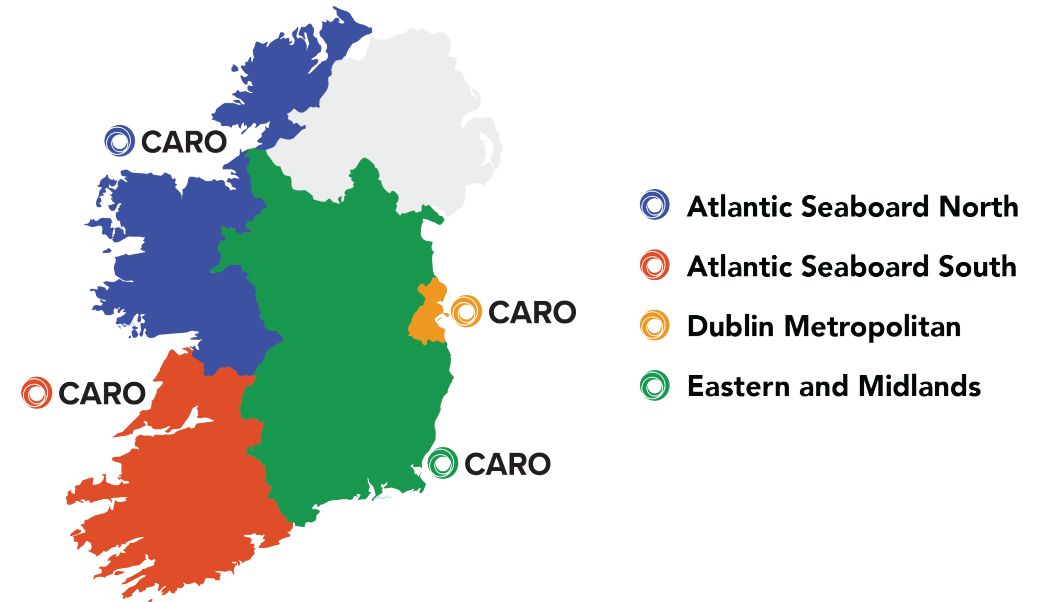 CARO
CARO
CARO
CARO
Atlantic Seaboard North
Atlantic Seaboard South
Dublin Metropolitan
Eastern and Midlands